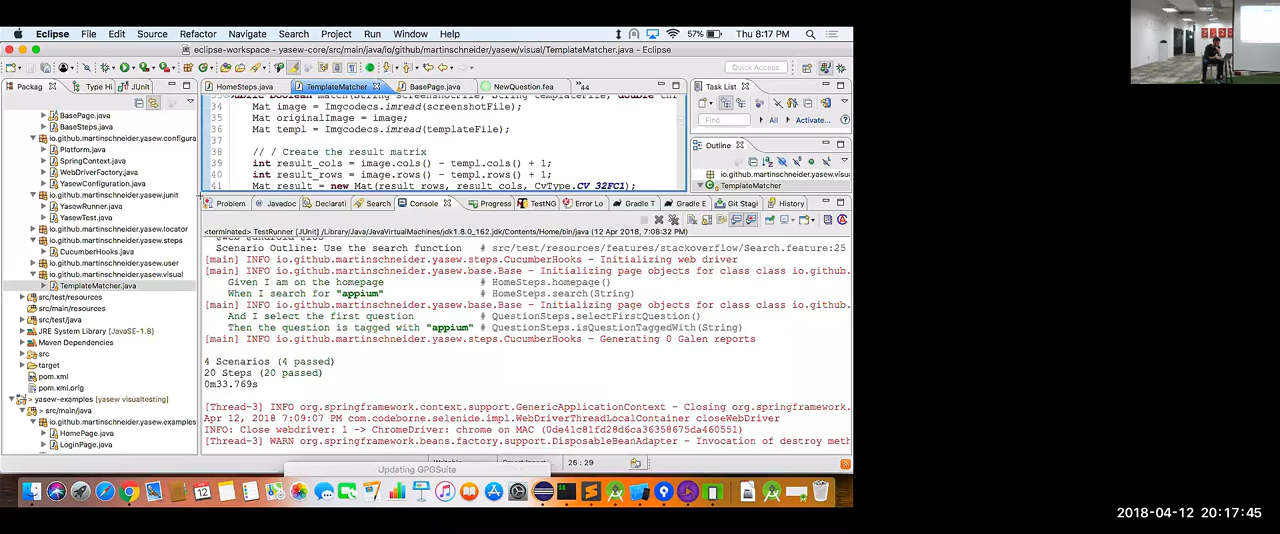 Eclipse File Edit Source Refactor Navigate Search Project Run Window Help 57% Thu 8:17 PM
eclipse-workspace - yasew-core/src/main/java/io/github/martinschneider/yasew/visual/TemplateMatcher.java - Eclipse
Quick Access
Packag Type Hi JUnit
BasePage.java
BaseSteps.java
io.github.martinschneider.yasew.configura
Platform.java
SpringContext.java
WebDriverFactory.java
YasewConfiguration.java
io.github.martinschneider.yasew.junit
YasewRunner.java
YasewTest.java
io.github.martinschneider.yasew.locator
io.github.martinschneider.yasew.steps
CucumberHooks.java
io.github.martinschneider.yasew.user
io.github.martinschneider.yasew.visual
TemplateMatcher.java
src/test/resources
src/main/resources
src/test/java
JRE System Library [JavaSE-1.8]
Maven Dependencies
src
target
pom.xml
pom.xml.orig
> yasew-examples [yasew visualtesting]
> src/main/java
io.github.martinschneider.yasew.examples
HomePage.java
LoginPage.java
HomeSteps.java TemplateMatcher BasePage.java NewQuestion.fea 44
34 Mat image = Imgcodecs.imread(screenshotFile);
35 Mat originalImage = image;
36 Mat templ = Imgcodecs.imread(templateFile);
37
38 // / Create the result matrix
39 int result_cols = image.cols() - templ.cols() + 1;
40 int result_rows = image.rows() - templ.rows() + 1;
41 Mat result = new Mat(result_rows, result_cols, CvType.CV_32FC1);
Task List
Find All Activate...
Outline
io.github.martinschneider.yasew.visu
TemplateMatcher
Problem Javadoc Declarati Search Console Progress TestNG Error Lo Gradle T Gradle E Git Stagi History
<terminated> TestRunner [JUnit] /Library/Java/JavaVirtualMachines/jdk1.8.0_162.jdk/Contents/Home/bin/java (12 Apr 2018, 7:08:32 PM)
Scenario Outline: Use the search function # src/test/resources/features/stackoverflow/Search.feature:25
[main] INFO io.github.martinschneider.yasew.steps.CucumberHooks - Initializing web driver
[main] INFO io.github.martinschneider.yasew.base.Base - Initializing page objects for class class io.github.
Given I am on the homepage # HomeSteps.homepage()
When I search for "appium" # HomeSteps.search(String)
[main] INFO io.github.martinschneider.yasew.base.Base - Initializing page objects for class class io.github.
And I select the first question # QuestionSteps.selectFirstQuestion()
Then the question is tagged with "appium" # QuestionSteps.isQuestionTaggedWith(String)
[main] INFO io.github.martinschneider.yasew.steps.CucumberHooks - Generating 0 Galen reports
4 Scenarios (4 passed)
20 Steps (20 passed)
0m33.769s
[Thread-3] INFO org.springframework.context.support.GenericApplicationContext - Closing org.springframework.
Apr 12, 2018 7:09:07 PM com.codeborne.selenide.impl.WebDriverThreadLocalContainer closeWebDriver
INFO: Close webdriver: 1 -> ChromeDriver: chrome on MAC (0de41c81fd28d6ca36358675da460551)
[Thread-3] WARN org.springframework.beans.factory.support.DisposableBeanAdapter - Invocation of destroy meth
26 : 29
Updating GPGSuite
2018-04-12 20:17:45